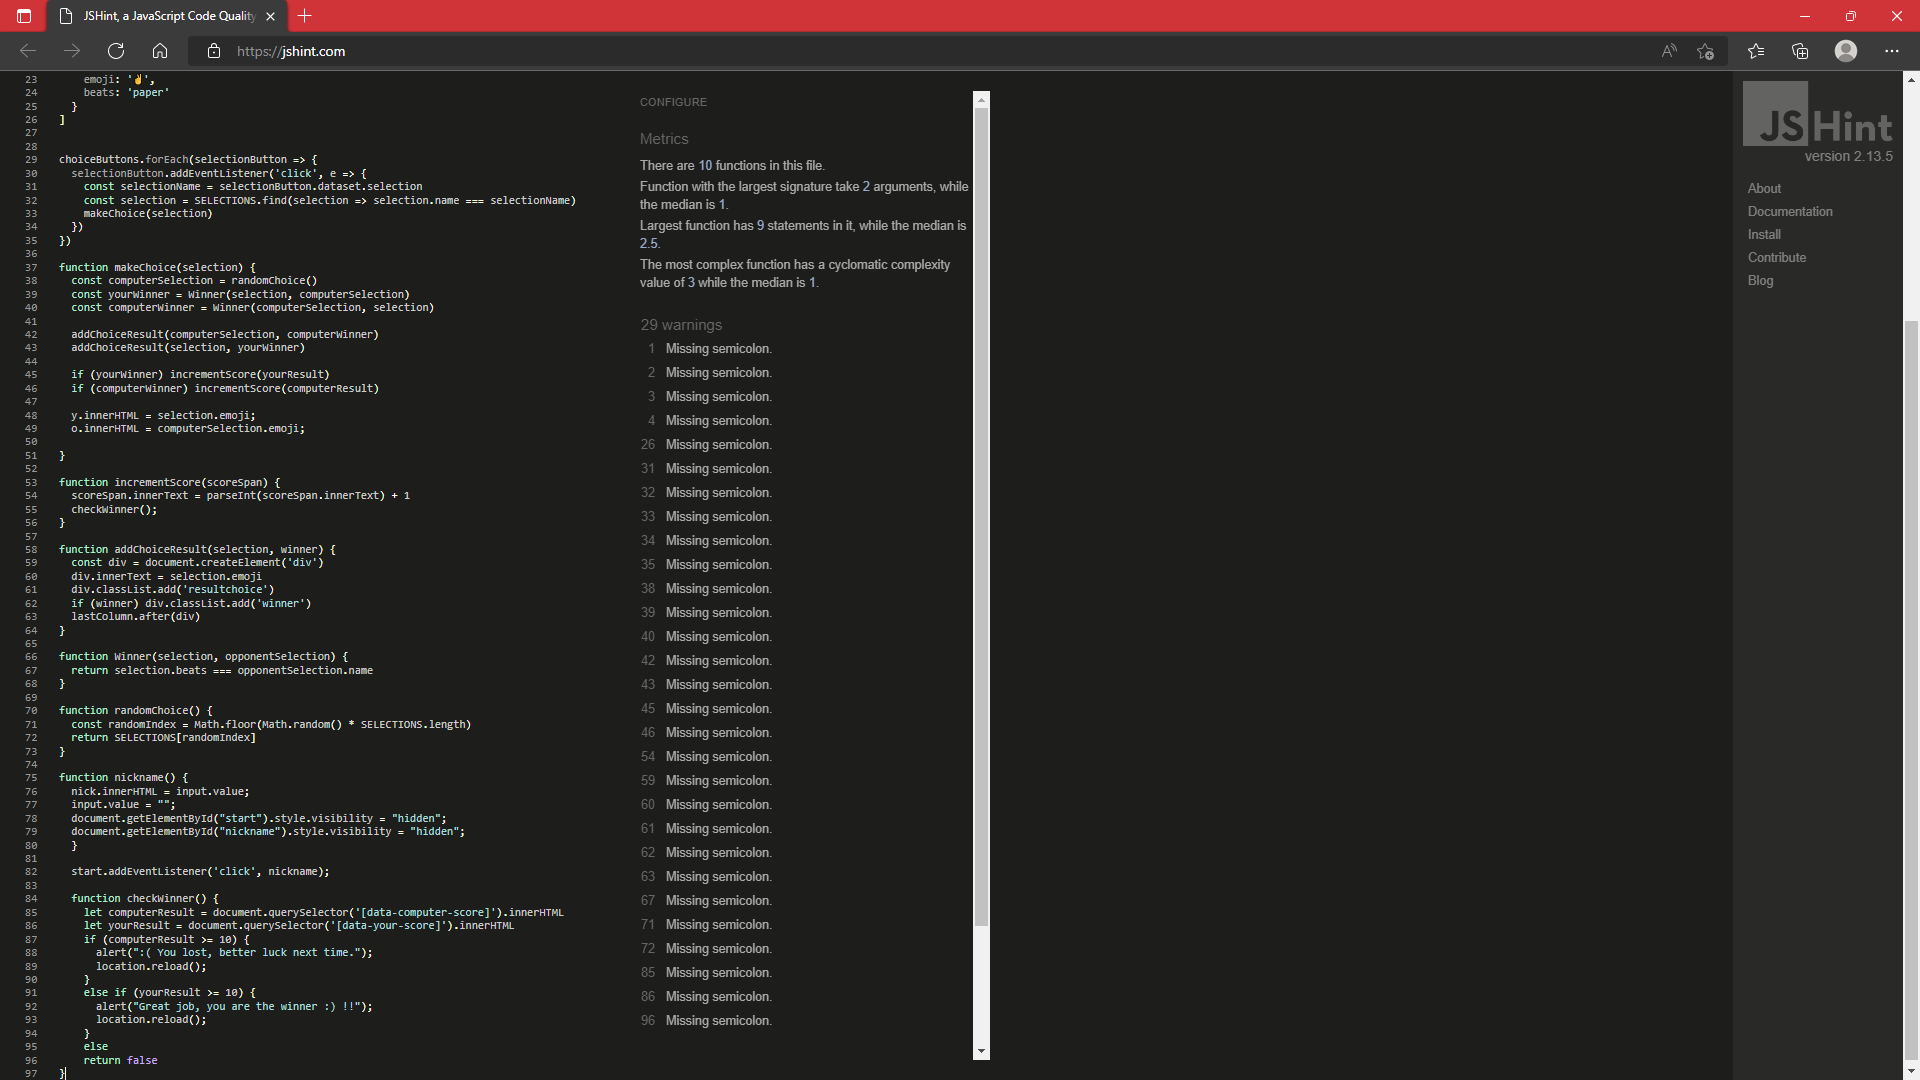 JSHint, a JavaScript Code Quality
https://jshint.com
23 emoji: '✌',
24 beats: 'paper'
25 }
26 ]
27
28
29 choiceButtons.forEach(selectionButton => {
30 selectionButton.addEventListener('click', e => {
31 const selectionName = selectionButton.dataset.selection
32 const selection = SELECTIONS.find(selection => selection.name === selectionName)
33 makeChoice(selection)
34 })
35 })
36
37 function makeChoice(selection) {
38 const computerSelection = randomChoice()
39 const yourWinner = Winner(selection, computerSelection)
40 const computerWinner = Winner(computerSelection, selection)
41
42 addChoiceResult(computerSelection, computerWinner)
43 addChoiceResult(selection, yourWinner)
44
45 if (yourWinner) incrementScore(yourResult)
46 if (computerWinner) incrementScore(computerResult)
47
48 y.innerHTML = selection.emoji;
49 o.innerHTML = computerSelection.emoji;
50
51 }
52
53 function incrementScore(scoreSpan) {
54 scoreSpan.innerText = parseInt(scoreSpan.innerText) + 1
55 checkWinner();
56 }
57
58 function addChoiceResult(selection, winner) {
59 const div = document.createElement('div')
60 div.innerText = selection.emoji
61 div.classList.add('resultchoice')
62 if (winner) div.classList.add('winner')
63 lastColumn.after(div)
64 }
65
66 function Winner(selection, opponentSelection) {
67 return selection.beats === opponentSelection.name
68 }
69
70 function randomChoice() {
71 const randomIndex = Math.floor(Math.random() * SELECTIONS.length)
72 return SELECTIONS[randomIndex]
73 }
74
75 function nickname() {
76 nick.innerHTML = input.value;
77 input.value = "";
78 document.getElementById("start").style.visibility = "hidden";
79 document.getElementById("nickname").style.visibility = "hidden";
80 }
81
82 start.addEventListener('click', nickname);
83
84 function checkWinner() {
85 let computerResult = document.querySelector('[data-computer-score]').innerHTML
86 let yourResult = document.querySelector('[data-your-score]').innerHTML
87 if (computerResult >= 10) {
88 alert(":( You lost, better luck next time.");
89 location.reload();
90 }
91 else if (yourResult >= 10) {
92 alert("Great job, you are the winner :) !!");
93 location.reload();
94 }
95 else
96 return false
97 }
CONFIGURE
Metrics
There are 10 functions in this file.
Function with the largest signature take 2 arguments, while
the median is 1.
Largest function has 9 statements in it, while the median is
2.5.
The most complex function has a cyclomatic complexity
value of 3 while the median is 1.
29 warnings
1 Missing semicolon.
2 Missing semicolon.
3 Missing semicolon.
4 Missing semicolon.
26 Missing semicolon.
31 Missing semicolon.
32 Missing semicolon.
33 Missing semicolon.
34 Missing semicolon.
35 Missing semicolon.
38 Missing semicolon.
39 Missing semicolon.
40 Missing semicolon.
42 Missing semicolon.
43 Missing semicolon.
45 Missing semicolon.
46 Missing semicolon.
54 Missing semicolon.
59 Missing semicolon.
60 Missing semicolon.
61 Missing semicolon.
62 Missing semicolon.
63 Missing semicolon.
67 Missing semicolon.
71 Missing semicolon.
72 Missing semicolon.
85 Missing semicolon.
86 Missing semicolon.
96 Missing semicolon.
JSHint
version 2.13.5
About
Documentation
Install
Contribute
Blog